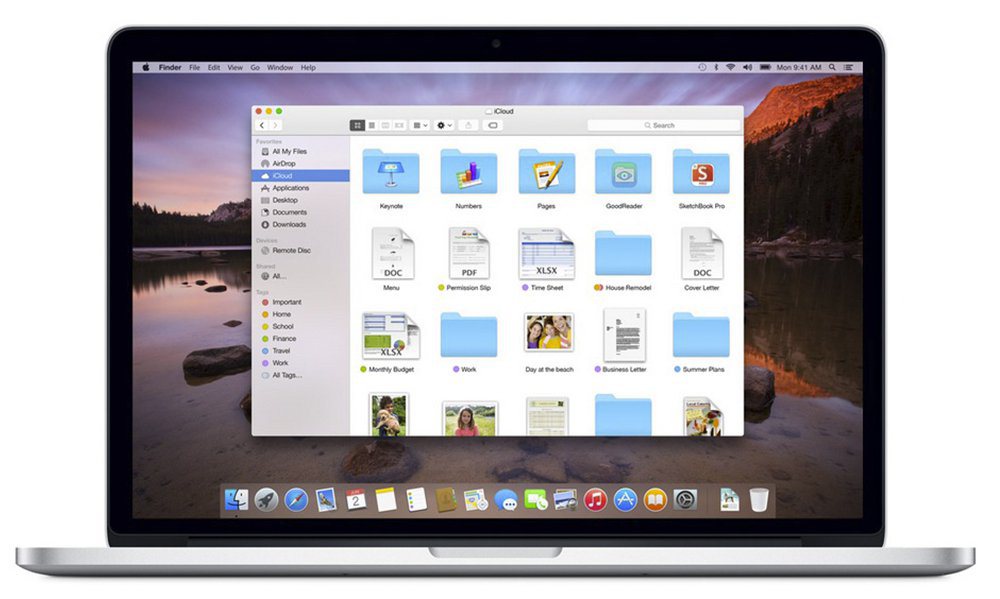 Finder File Edit View Go Window Help
Mon 9:41 AM
iCloud
Search
Favorites
All My Files
AirDrop
iCloud
Applications
Desktop
Documents
Downloads
Devices
Remote Disc
Shared
All...
Tags
Important
Home
School
Finance
Travel
Work
All Tags...
Keynote
Numbers
Pages
GoodReader
S
SketchBook Pro
DOC
Menu
PDF
Permission Slip
XLSX
Time Sheet
House Remodel
DOC
Cover Letter
XLSX
Monthly Budget
Work
Day at the beach
Business Letter
Summer Plans
2